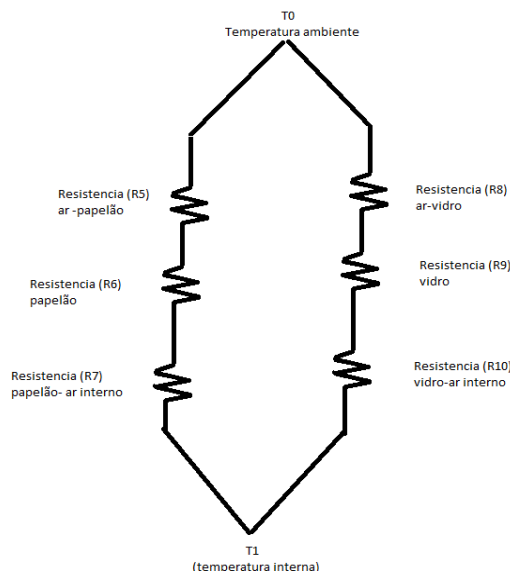 T0
Temperatura ambiente
Resistencia (R5)
ar -papelão
Resistencia (R8)
ar-vidro
Resistencia (R6)
papelão
Resistencia (R9)
vidro
Resistencia (R7)
papelão- ar interno
Resistencia (R10)
vidro-ar interno
T1
(temperatura interna)